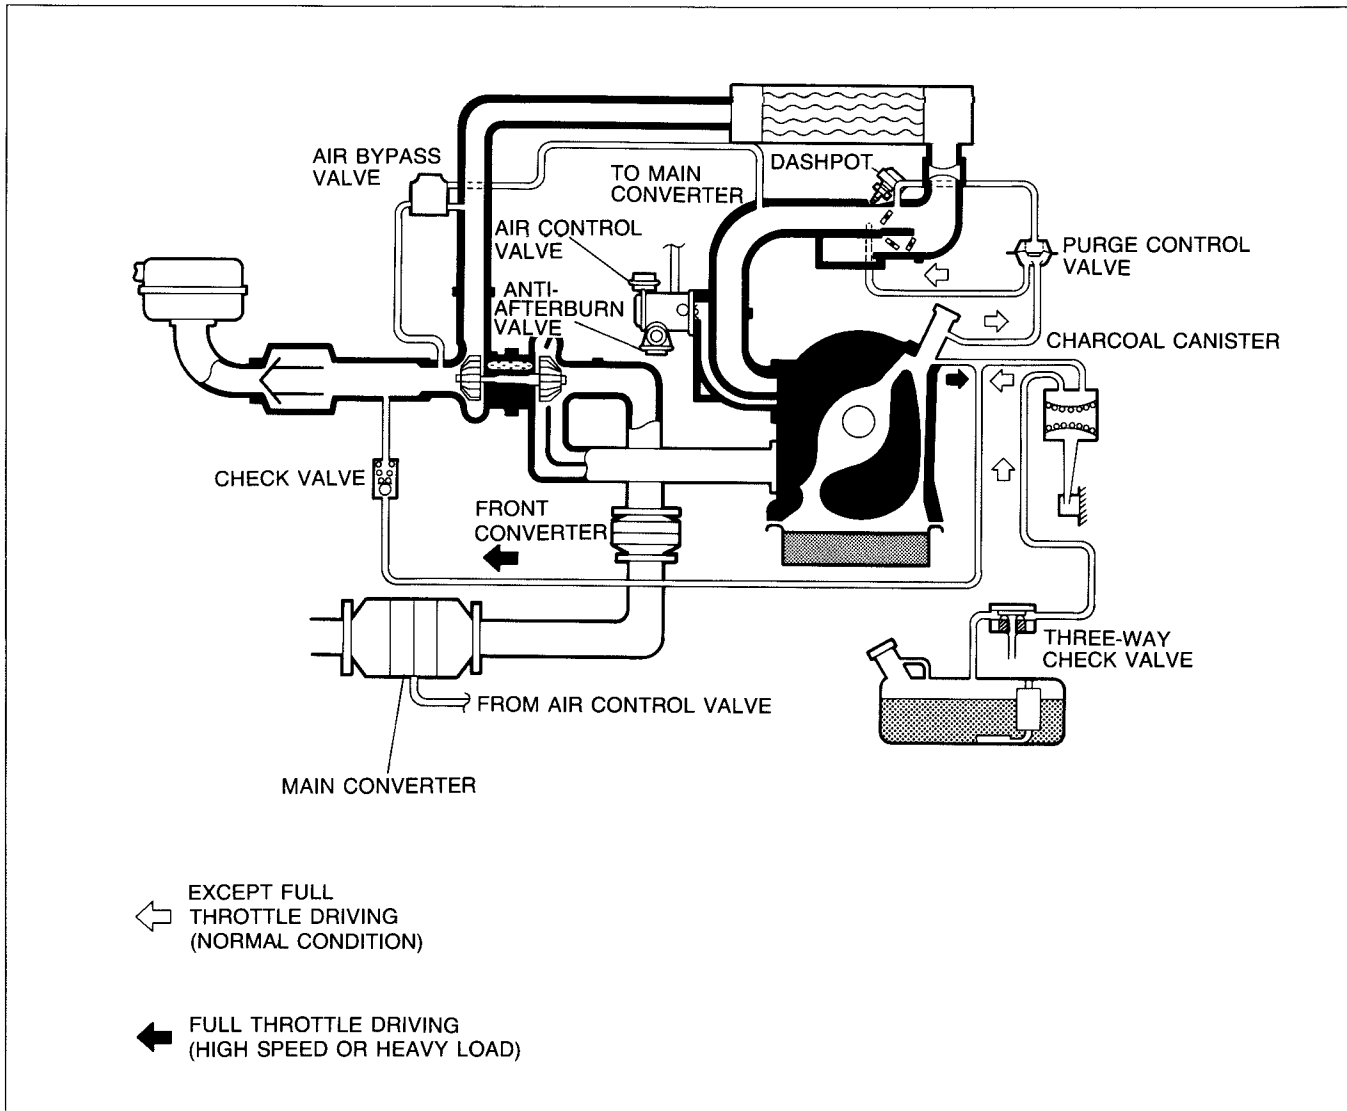 AIR BYPASS
VALVE
TO MAIN
CONVERTER
DASHPOT
AIR CONTROL
VALVE
PURGE CONTROL
VALVE
ANTI-
AFTERBURN
VALVE
CHARCOAL CANISTER
CHECK VALVE
FRONT
CONVERTER
THREE-WAY
CHECK VALVE
FROM AIR CONTROL VALVE
MAIN CONVERTER
EXCEPT FULL
THROTTLE DRIVING
(NORMAL CONDITION)
FULL THROTTLE DRIVING
(HIGH SPEED OR HEAVY LOAD)